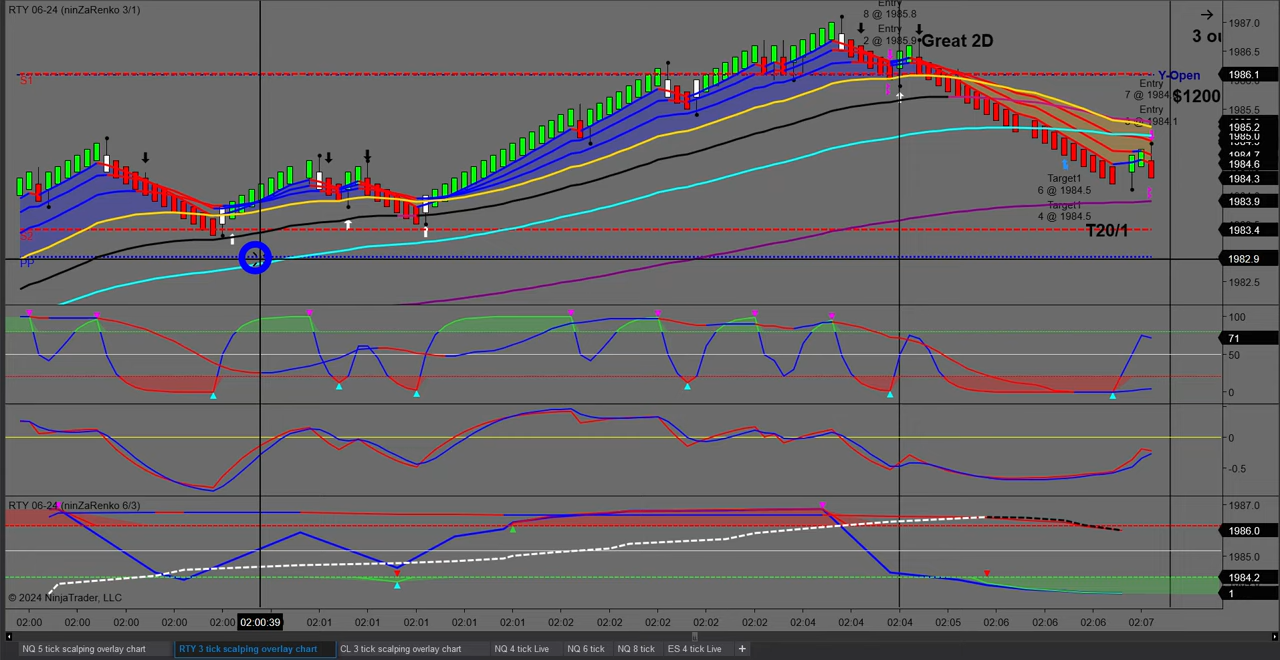 RTY 06-24 (ninZaRenko 3/1)
Entry
8 @ 1985.8
Entry
2 @ 1985.9
Great 2D
3
1987.0
1986.5
S1
Y-Open
1986.1
Entry
$1200
1985.5
Entry
1985.2
1985.0
1984.6
1984.3
Target1
6 @ 1984.5
1983.9
Target1
4 @ 1984.5
S2
T20/1
1983.4
PP
1982.9
1982.5
100
71
50
0
0
-0.5
RTY 06-24 (ninZaRenko 6/3)
1987.0
1986.0
1985.0
1984.2
1
© 2024 NinjaTrader, LLC
02:00 02:00 02:00 02:00 02:00 02:00:39 02:01 02:01 02:01 02:01 02:02 02:02 02:02 02:03 02:03 02:04 02:04 02:04 02:05 02:06 02:06 02:06 02:07
NQ 5 tick scalping overlay chart RTY 3 tick scalping overlay chart CL 3 tick scalping overlay chart NQ 4 tick Live NQ 6 tick NQ 8 tick ES 4 tick Live +